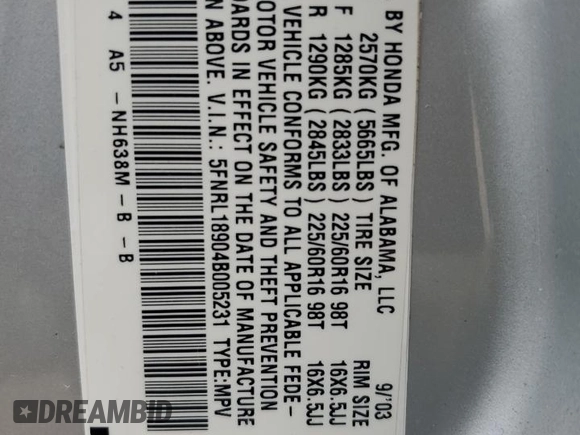 BY HONDA MFG. OF ALABAMA, LLC 9/'03
2570KG (5665LBS) TIRE SIZE RIM SIZE
F 1285KG (2833LBS) 225/60R16 98T 16X6.5JJ
R 1290KG (2845LBS) 225/60R16 98T 16X6.5JJ
VEHICLE CONFORMS TO ALL APPLICABLE FEDE-
OTOR VEHICLE SAFETY AND THEFT PREVENTION
DARDS IN EFFECT ON THE DATE OF MANUFACTURE
N ABOVE. V.I.N.: 5FNRL18904B005231 TYPE:MPV
4 A5 - NH638M - B - B
DREAMBID